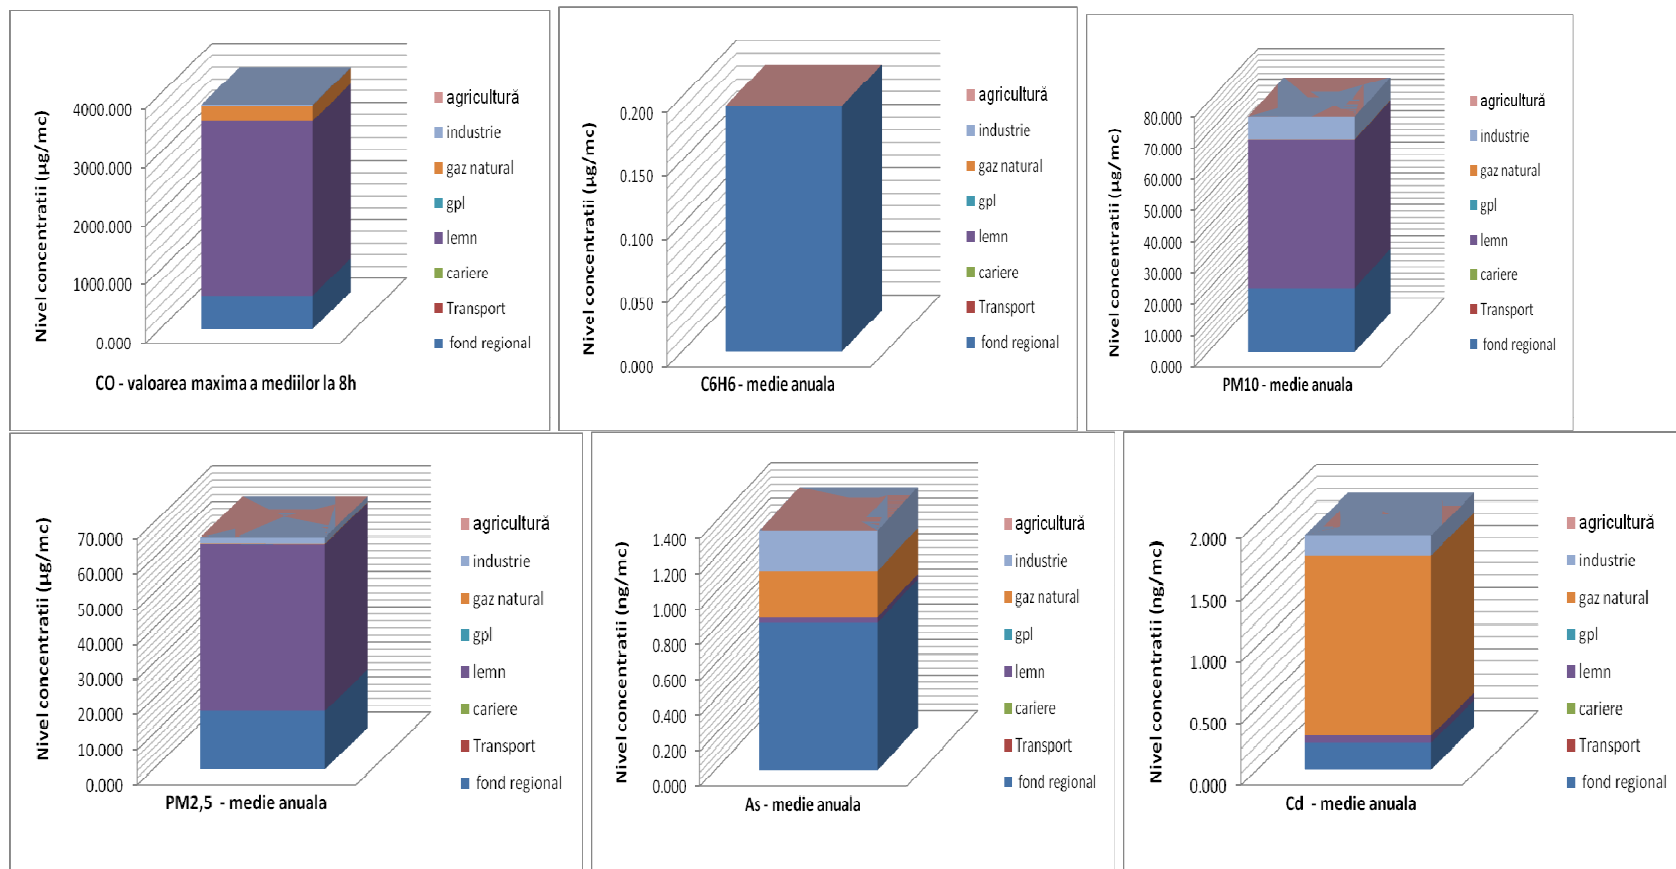 Nivel concentratii (µg/mc)
4000.000
3000.000
2000.000
1000.000
0.000
CO - valoarea maxima a mediilor la 8h
agricultură
industrie
gaz natural
gpl
lemn
cariere
Transport
fond regional
Nivel concentratii (µg/mc)
0.200
0.150
0.100
0.050
0.000
C6H6 - medie anuala
agricultură
industrie
gaz natural
gpl
lemn
cariere
Transport
fond regional
Nivel concentratii (µg/mc)
80.000
70.000
60.000
50.000
40.000
30.000
20.000
10.000
0.000
PM10 - medie anuala
agricultură
industrie
gaz natural
gpl
lemn
cariere
Transport
fond regional
Nivel concentratii (µg/mc)
70.000
60.000
50.000
40.000
30.000
20.000
10.000
0.000
PM2,5 - medie anuala
agricultură
industrie
gaz natural
gpl
lemn
cariere
Transport
fond regional
Nivel concentratii (ng/mc)
1.400
1.200
1.000
0.800
0.600
0.400
0.200
0.000
As - medie anuala
agricultură
industrie
gaz natural
gpl
lemn
cariere
Transport
fond regional
Nivel concentratii (ng/mc)
2.000
1.500
1.000
0.500
0.000
Cd - medie anuala
agricultură
industrie
gaz natural
gpl
lemn
cariere
Transport
fond regional